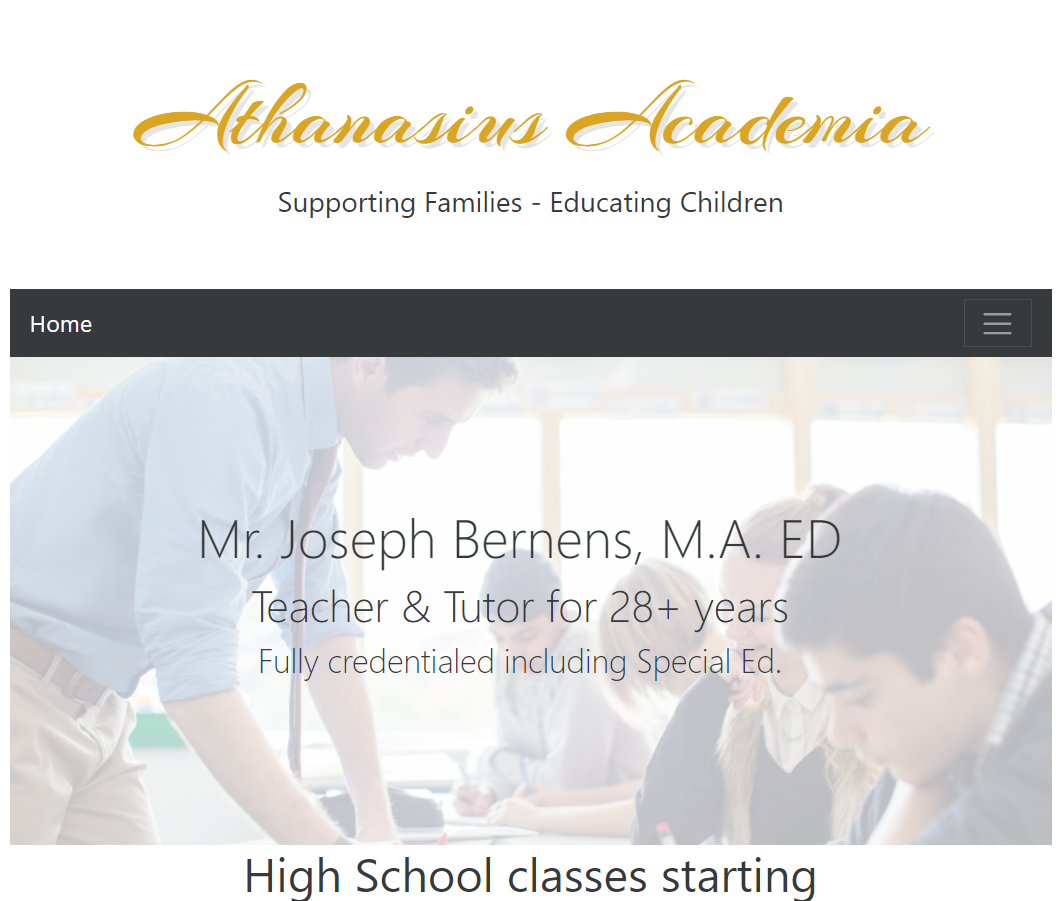 Athanasius Academia
Supporting Families - Educating Children
Home
Mr. Joseph Bernens, M.A. ED
Teacher & Tutor for 28+ years
Fully credentialed including Special Ed.
High School classes starting